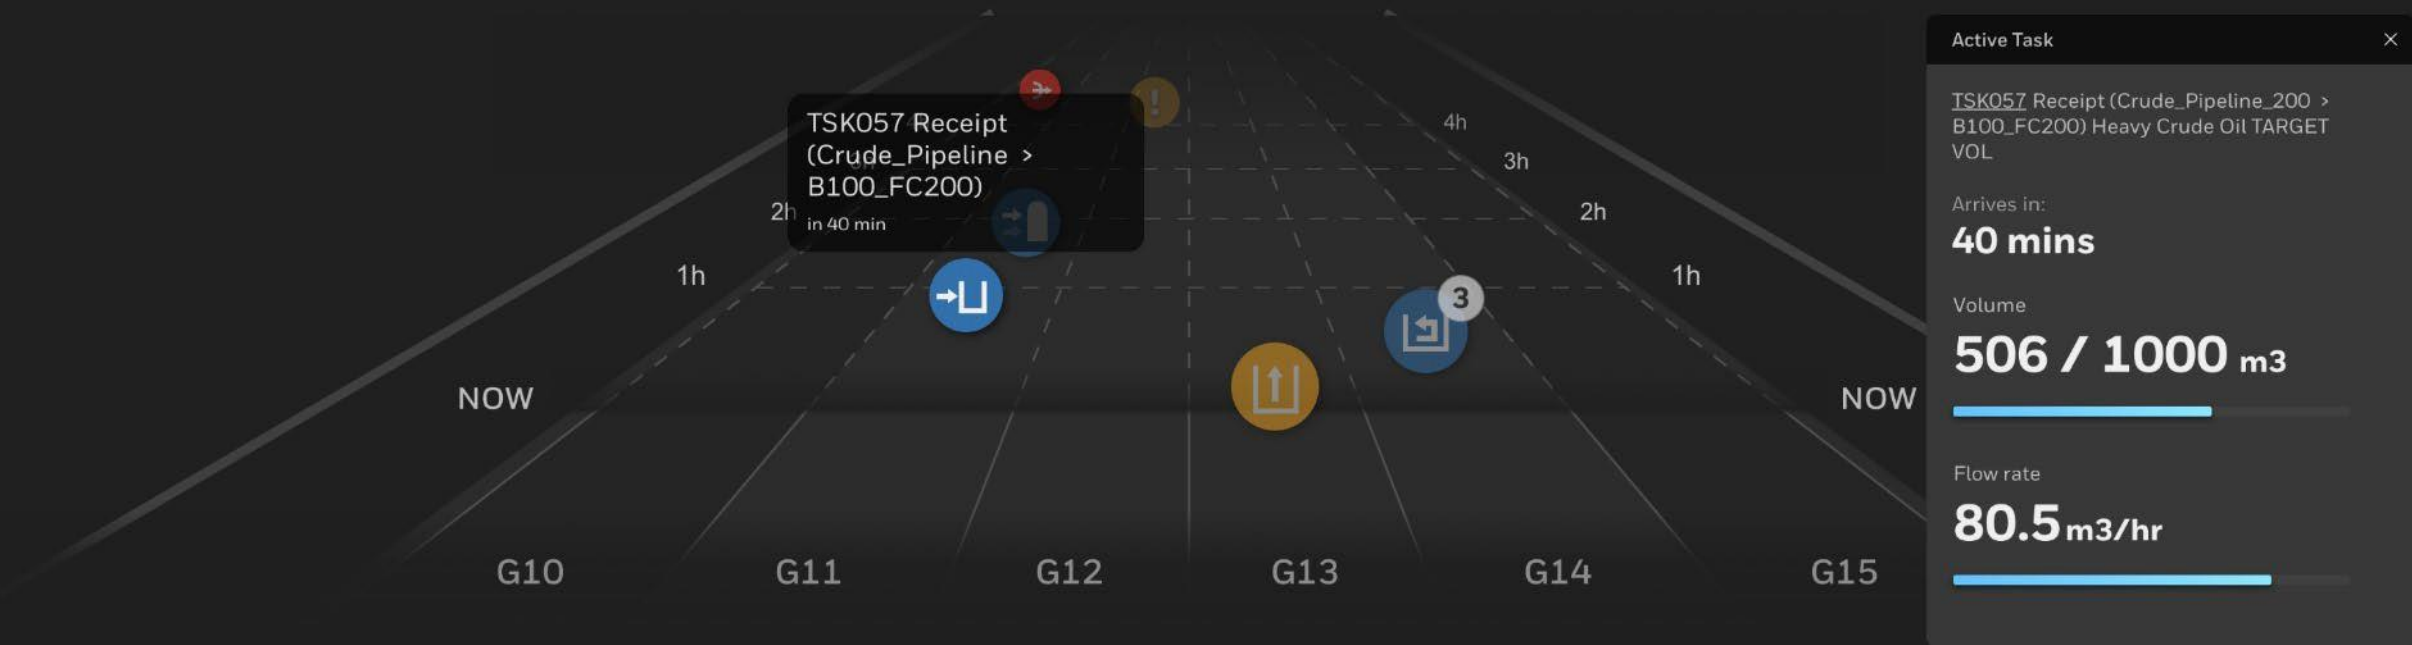 TSK057 Receipt
(Crude_Pipeline >
B100_FC200)
in 40 min
4h
3h
2h
2h
1h
1h
3
NOW
NOW
G10
G11
G12
G13
G14
G15
Active Task
TSK057 Receipt (Crude_Pipeline_200 >
B100_FC200) Heavy Crude Oil TARGET
VOL
Arrives in:
40 mins
Volume
506 / 1000 m3
Flow rate
80.5 m3/hr